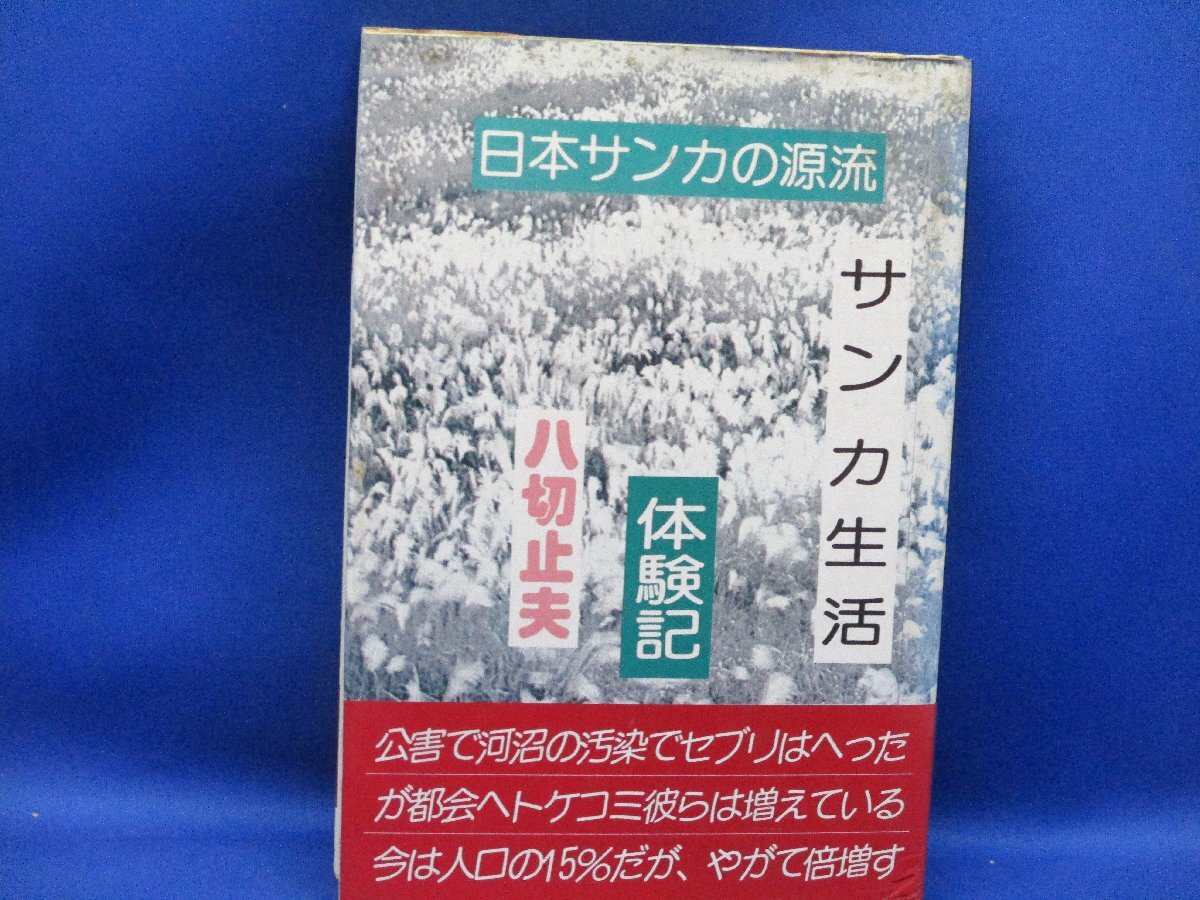 日本サンカの源流
サンカ生活
体験記
八切止夫
公害で河沼の汚染でセブリはへった
が都会へトケコミ彼らは増えている
今は人口の15%だが、やがて倍増す